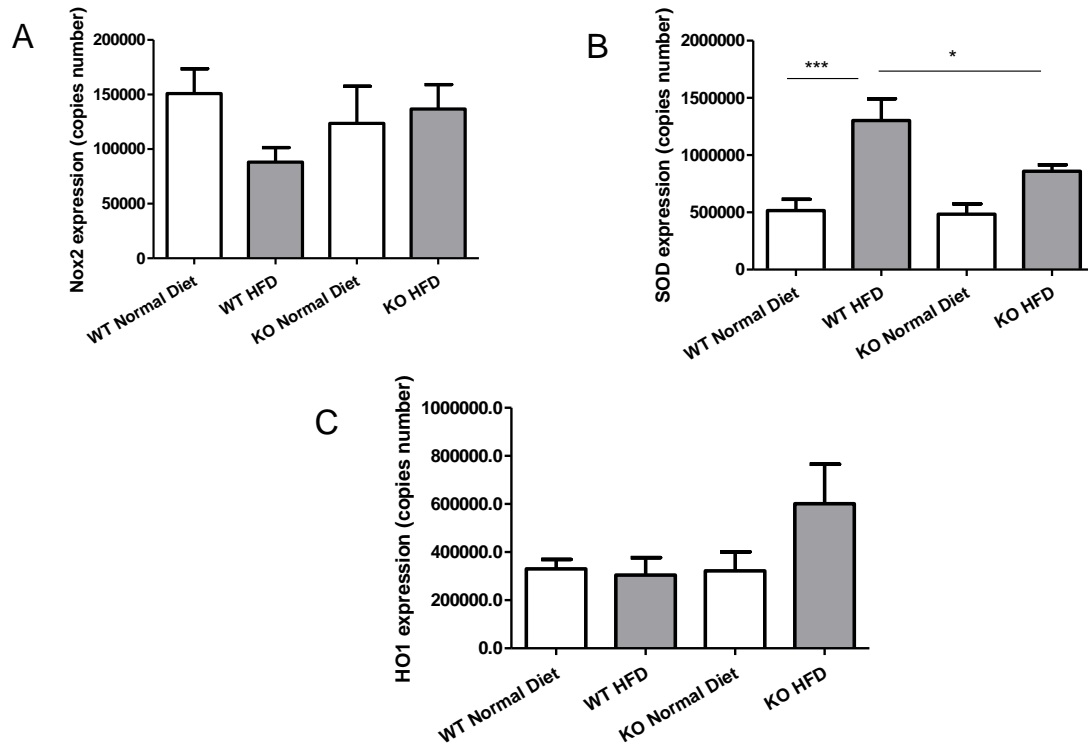 A
Nox2 expression (copies number)
200000
150000
100000
50000
0
WT Normal Diet
WT HFD
KO Normal Diet
KO HFD
B
SOD expression (copies number)
2000000
1500000
1000000
500000
0
***
*
WT Normal Diet
WT HFD
KO Normal Diet
KO HFD
C
HO1 expression (copies number)
1000000.0
800000.0
600000.0
400000.0
200000.0
0.0
WT Normal Diet
WT HFD
KO Normal Diet
KO HFD